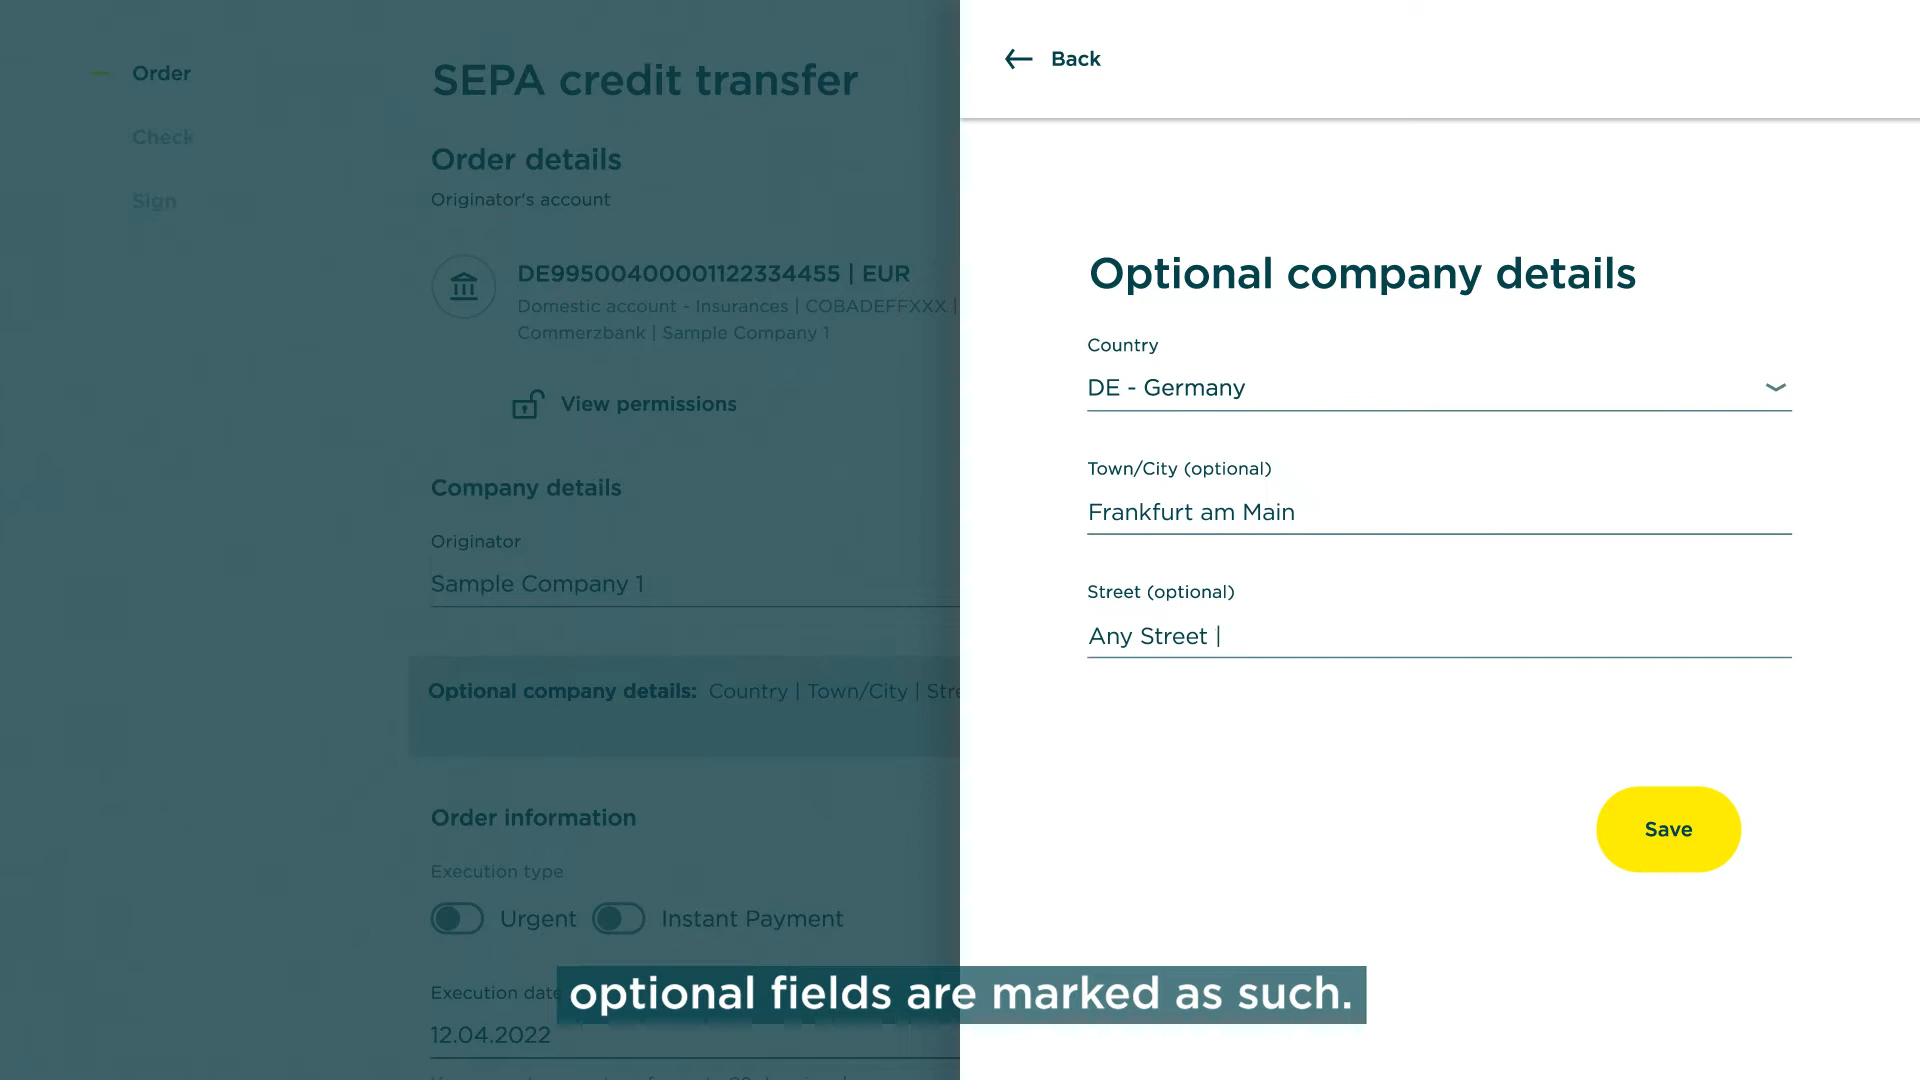 Order
Check
Sign
SEPA credit transfer
Order details
Originator's account
DE99500400001122334455 | EUR
Domestic account - Insurances | COBADEFFXXX |
Commerzbank | Sample Company 1
View permissions
Company details
Originator
Sample Company 1
Optional company details: Country | Town/City | Stre
Order information
Execution type
Urgent
Instant Payment
Execution date
12.04.2022
Back
Optional company details
Country
DE - Germany
Town/City (optional)
Frankfurt am Main
Street (optional)
Any Street |
Save
optional fields are marked as such.